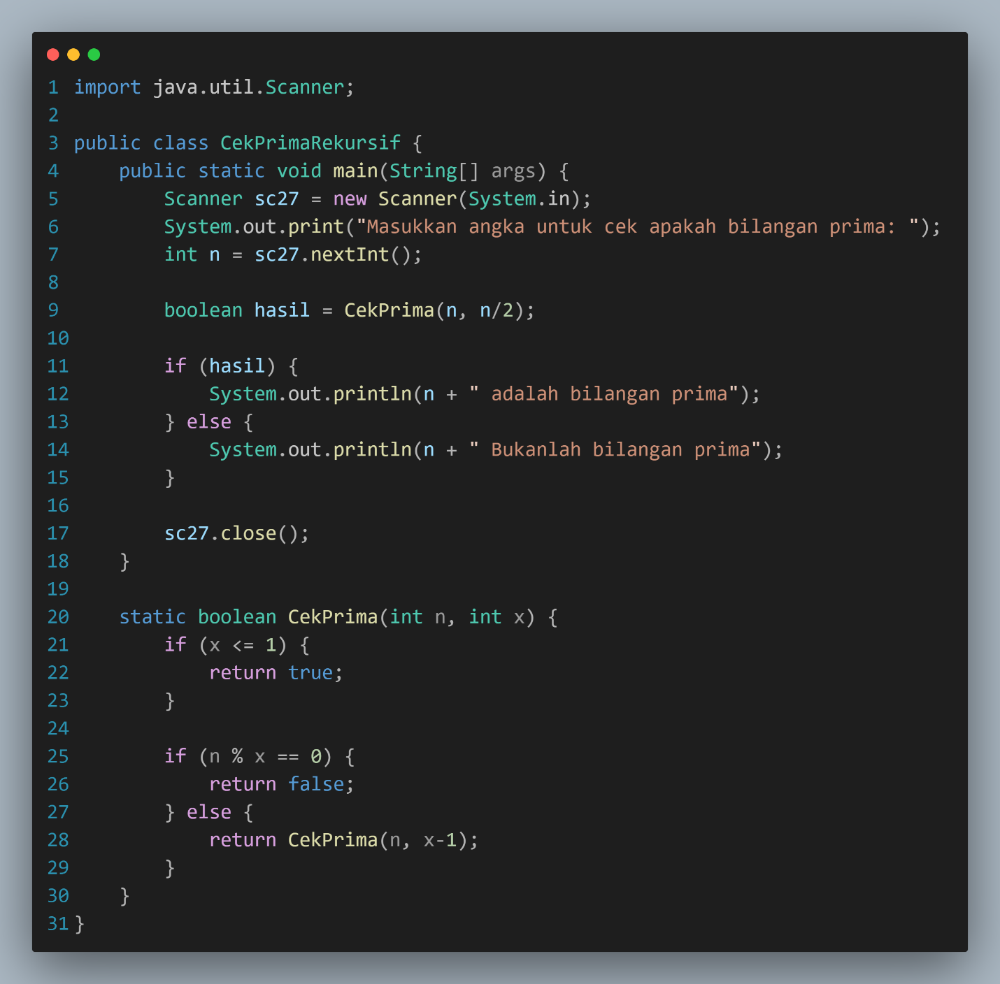 1 import java.util.Scanner;
2
3 public class CekPrimaRekursif {
4     public static void main(String[] args) {
5         Scanner sc27 = new Scanner(System.in);
6         System.out.print("Masukkan angka untuk cek apakah bilangan prima: ");
7         int n = sc27.nextInt();
8
9         boolean hasil = CekPrima(n, n/2);
10
11         if (hasil) {
12             System.out.println(n + " adalah bilangan prima");
13         } else {
14             System.out.println(n + " Bukanlah bilangan prima");
15         }
16
17         sc27.close();
18     }
19
20     static boolean CekPrima(int n, int x) {
21         if (x <= 1) {
22             return true;
23         }
24
25         if (n % x == 0) {
26             return false;
27         } else {
28             return CekPrima(n, x-1);
29         }
30     }
31 }